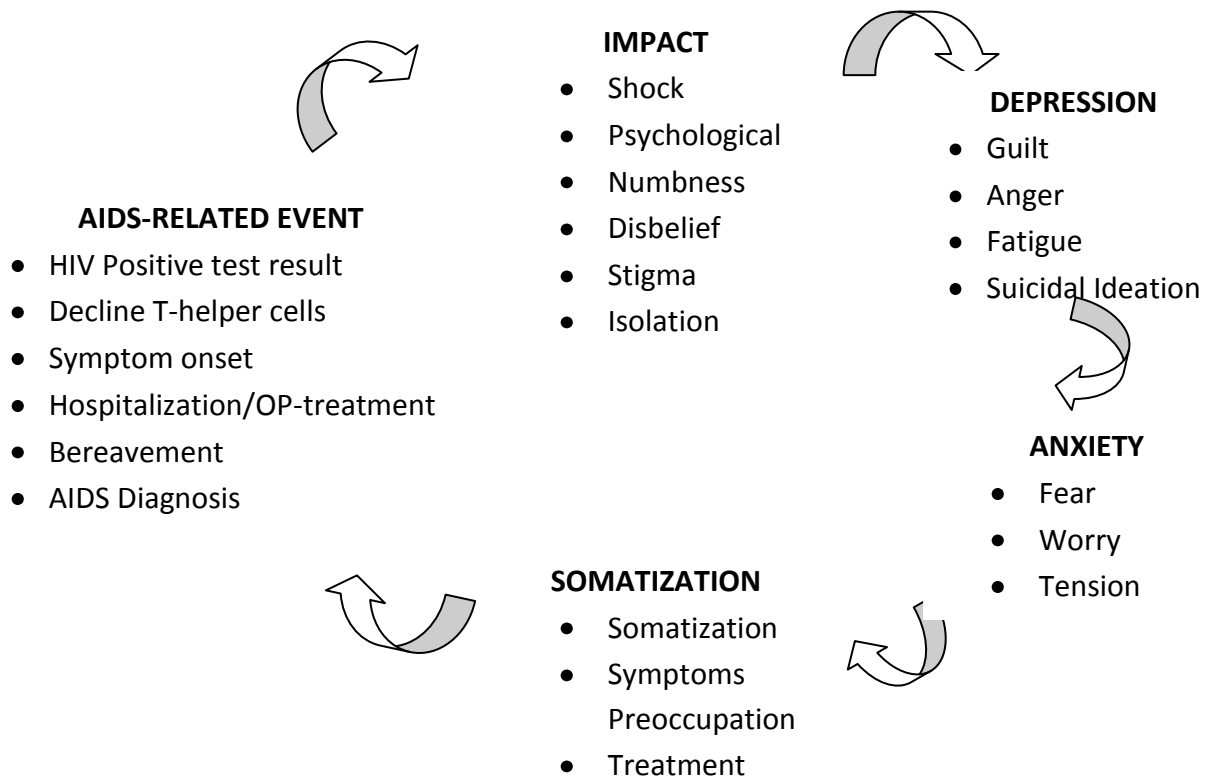 IMPACT
• Shock
• Psychological
• Numbness
• Disbelief
• Stigma
• Isolation
DEPRESSION
• Guilt
• Anger
• Fatigue
• Suicidal Ideation
AIDS-RELATED EVENT
• HIV Positive test result
• Decline T-helper cells
• Symptom onset
• Hospitalization/OP-treatment
• Bereavement
• AIDS Diagnosis
ANXIETY
• Fear
• Worry
• Tension
SOMATIZATION
• Somatization
• Symptoms
Preoccupation
• Treatment